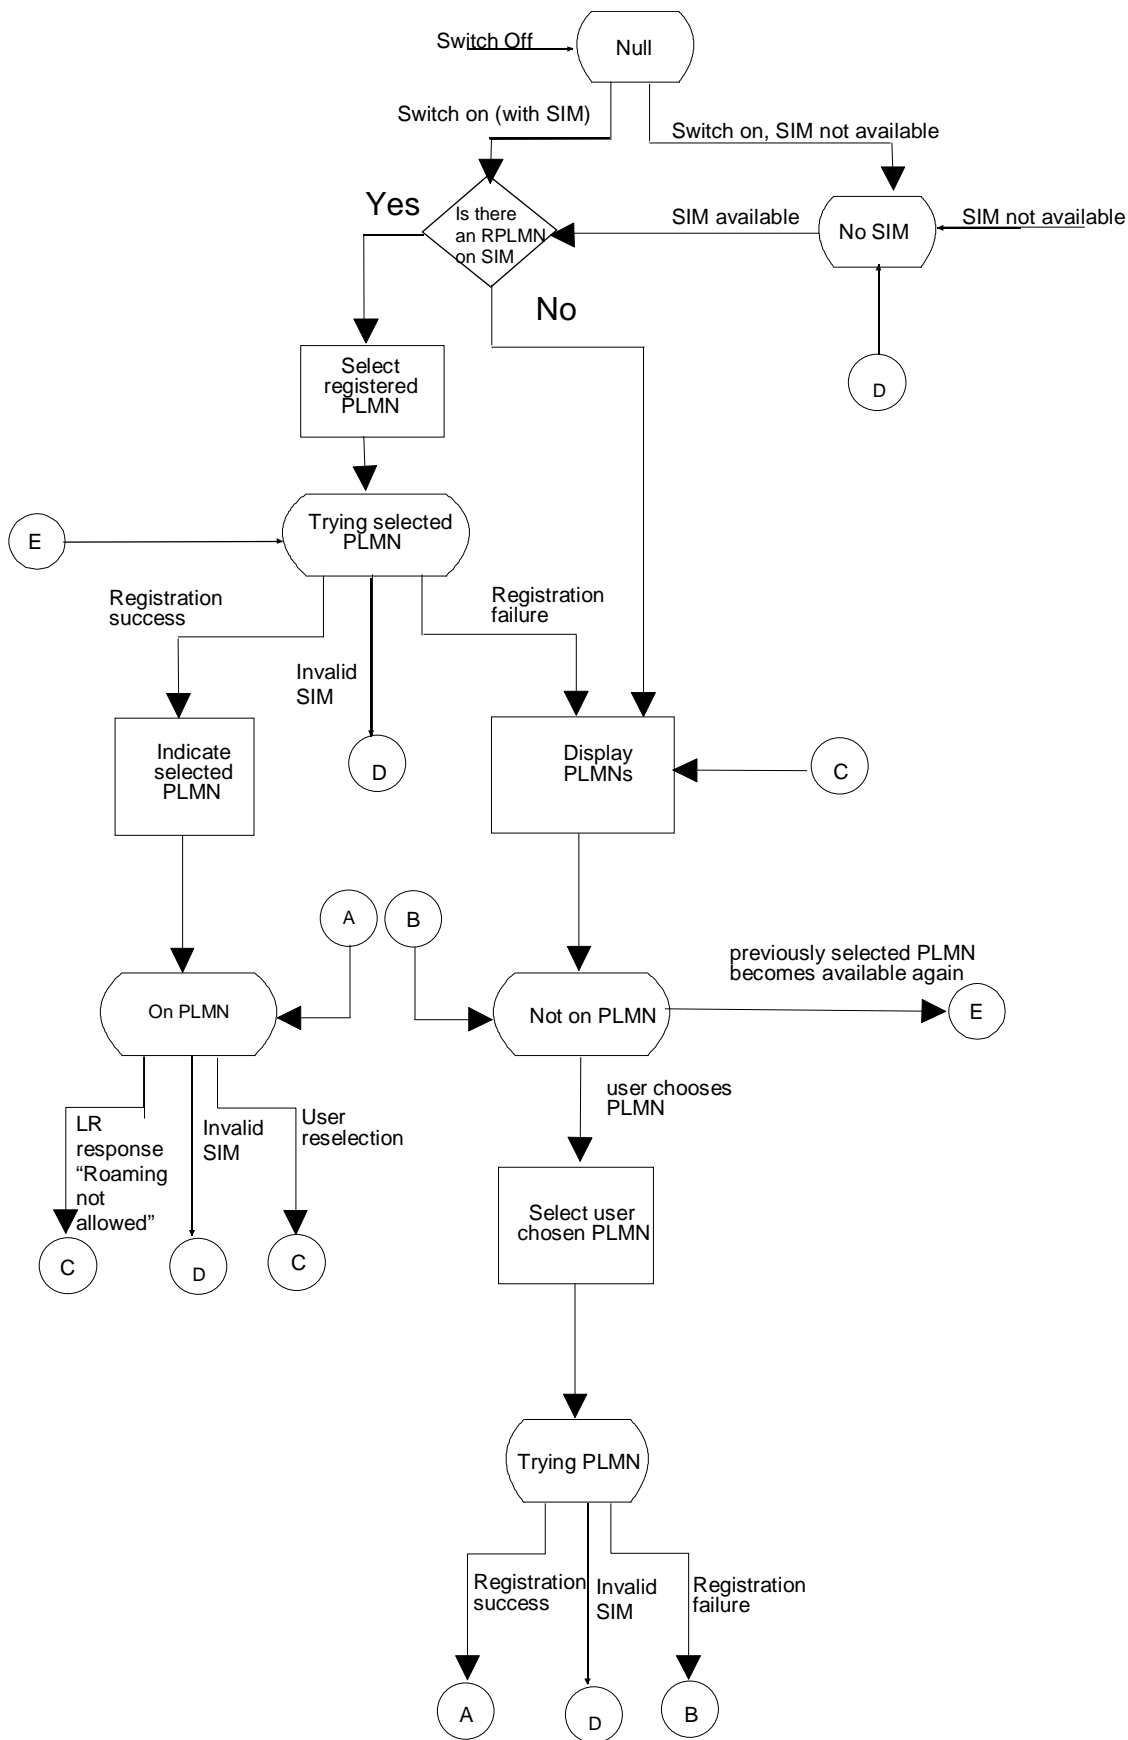 Switch Off
Null
Switch on (with SIM)
Switch on, SIM not available
Yes
Is there
an RPLMN
on SIM
SIM available
No SIM
SIM not available
No
Select
registered
PLMN
D
E
Trying selected
PLMN
Registration
success
Invalid
SIM
Registration
failure
Indicate
selected
PLMN
D
Display
PLMNs
C
A
B
previously selected PLMN
becomes available again
On PLMN
Not on PLMN
E
LR
response
“Roaming
not
allowed”
Invalid
SIM
User
reselection
user chooses
PLMN
C
D
C
Select user
chosen PLMN
Trying PLMN
Registration
success
Invalid
SIM
Registration
failure
A
D
B